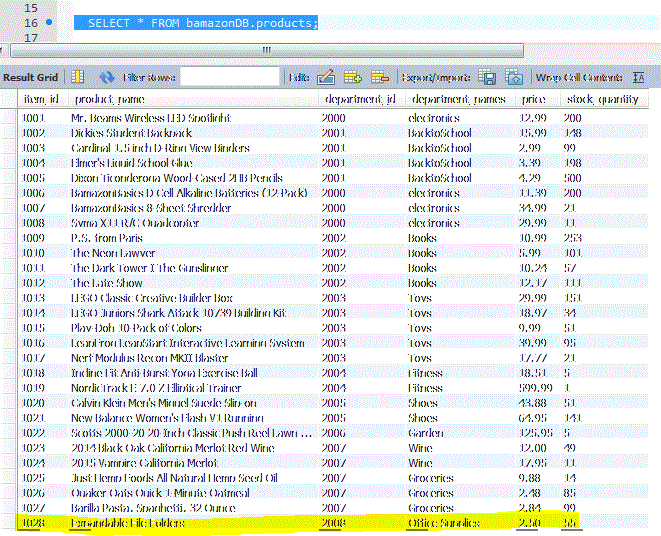 15
16 SELECT * FROM bamazonDB.products;
17
Result Grid Filter Rows: Edit: Export/Import: Wrap Cell Content: IA
item_id product_name department_id department_names price stock_quantity
1001 Mr. Beams Wireless LED Spotlight 2000 electronics 12.99 200
1002 Dickies Student Backpack 2001 BacktoSchool 15.99 148
1003 Cardinal 1.5 inch D-Ring View Binders 2001 BacktoSchool 2.99 99
1004 Elmer's Liquid School Glue 2001 BacktoSchool 3.39 198
1005 Dixon Ticonderoga Wood-Cased 2HB Pencils 2001 BacktoSchool 4.29 500
1006 BamazonBasics D Cell Alkaline Batteries (12-Pack) 2000 electronics 11.39 200
1007 BamazonBasics 8-Sheet Shredder 2000 electronics 34.99 21
1008 Syma X11 R/C Quadcopter 2000 electronics 29.99 11
1009 P.S. from Paris 2002 Books 10.99 253
1010 The Neon Lawyer 2002 Books 5.99 101
1011 The Dark Tower I The Gunslinger 2002 Books 10.24 57
1012 The Late Show 2002 Books 12.17 111
1013 LEGO Classic Creative Builder Box 2003 Toys 29.99 151
1014 LEGO Juniors Shark Attack 10739 Building Kit 2003 Toys 18.97 34
1015 Play-Doh 10-Pack of Colors 2003 Toys 9.99 51
1016 LeapFrog LeapStart Interactive Learning System 2003 Toys 39.99 95
1017 Nerf Modulus Recon MKII Blaster 2003 Toys 17.77 21
1018 Fit Anti-Burst Yoga Exercise Ball 2004 Fitness 18.51 5
1019 NordicTrack E 7.0 Z Elliptical Trainer 2004 Fitness 599.99 1
1020 Calvin Klein Men's Miguel Suede Slip-on 2005 Shoes 43.88 51
1021 New Balance Women's Flash V1 Running 2005 Shoes 64.95 141
1022 Scotts 2000-20 20-Inch Classic Push Reel Lawn ... 2006 Garden 125.95 5
1023 2014 Black Oak California Merlot Red Wine 2007 Wine 12.00 49
1024 2015 Vampire California Merlot 2007 Wine 17.95 11
1025 Just Hemp Foods All Natural Hemp Seed Oil 2007 Groceries 9.88 14
1026 Quaker Oats Quick 1-Minute Oatmeal 2007 Groceries 2.48 85
1027 Barilla Pasta, Spaghetti, 32 Ounce 2007 Groceries 2.84 99
1028 Expandable File Folders 2008 Office Supplies 2.50 55